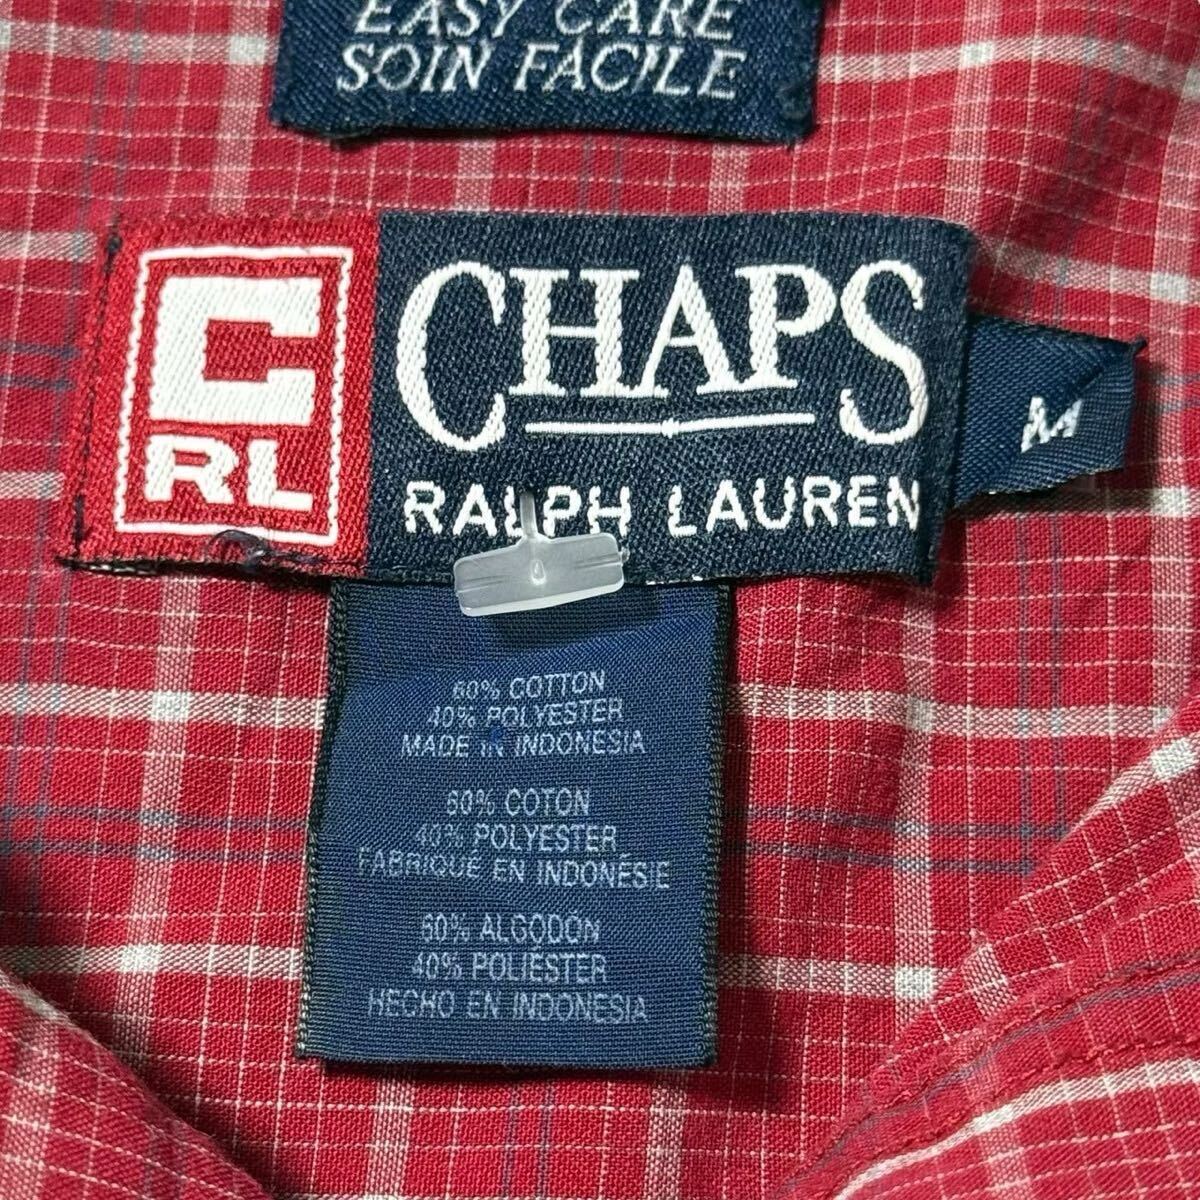 EASY CARE
SOIN FACILE
C
RL
CHAPS
RALPH LAUREN
M
60% COTTON
40% POLYESTER
MADE IN INDONESIA
60% COTON
40% POLYESTER
FABRIQUÉ EN INDONÉSIE
60% ALGODÓN
40% POLIESTER
HECHO EN INDONESIA